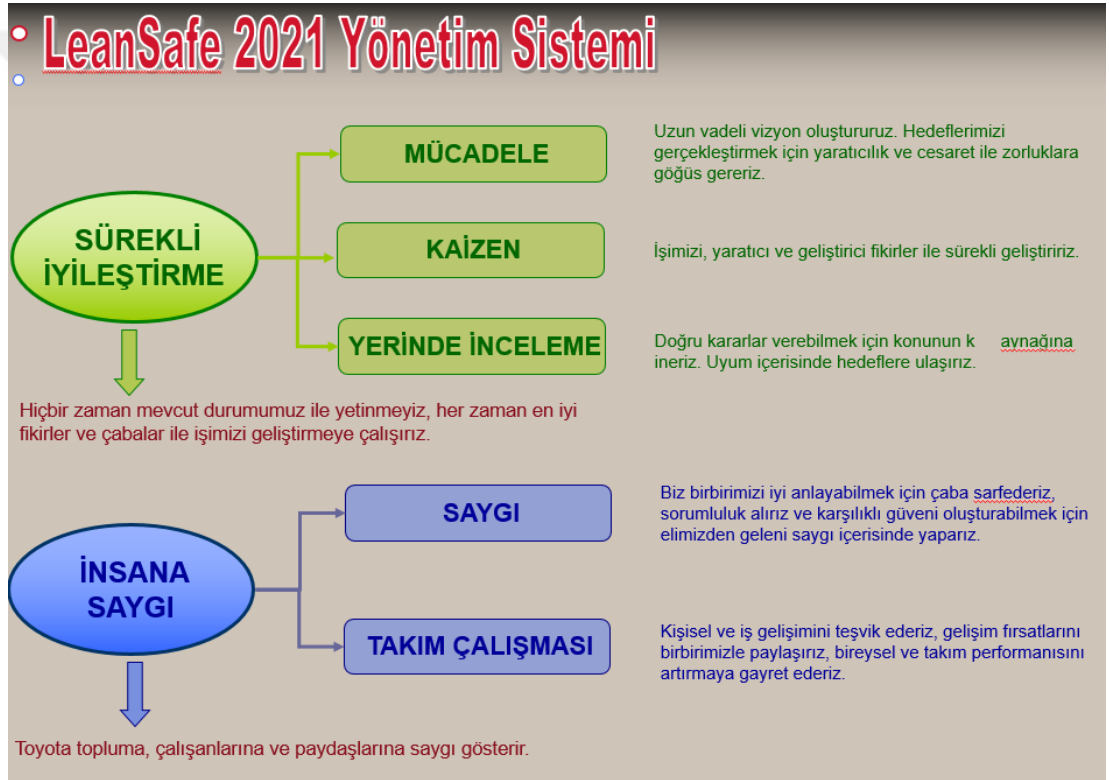 LeanSafe 2021 Yönetim Sistemi
MÜCADELE
Uzun vadeli vizyon oluştururuz. Hedeflerimizi
gerçekleştirmek için yaratıcılık ve cesaret ile zorluklara
göğüs gereriz.
SÜREKLİ
İYİLEŞTİRME
KAİZEN
İşimizi, yaratıcı ve geliştirici fikirler ile sürekli geliştiririz.
YERİNDE İNCELEME
Doğru kararlar verebilmek için konunun k aynağına
ineriz. Uyum içerisinde hedeflere ulaşırız.
Hiçbir zaman mevcut durumumuz ile yetinmeyiz, her zaman en iyi
fikirler ve çabalar ile işimizi geliştirmeye çalışırız.
SAYGI
Biz birbirimizi iyi anlayabilmek için çaba sarfederiz,
sorumluluk alırız ve karşılıklı güveni oluşturabilmek için
elimizden geleni saygı içerisinde yaparız.
İNSANA
SAYGI
TAKIM ÇALIŞMASI
Kişisel ve iş gelişimini teşvik ederiz, gelişim fırsatlarını
birbirimizle paylaşırız, bireysel ve takım performanısını
artırmaya gayret ederiz.
Toyota topluma, çalışanlarına ve paydaşlarına saygı gösterir.